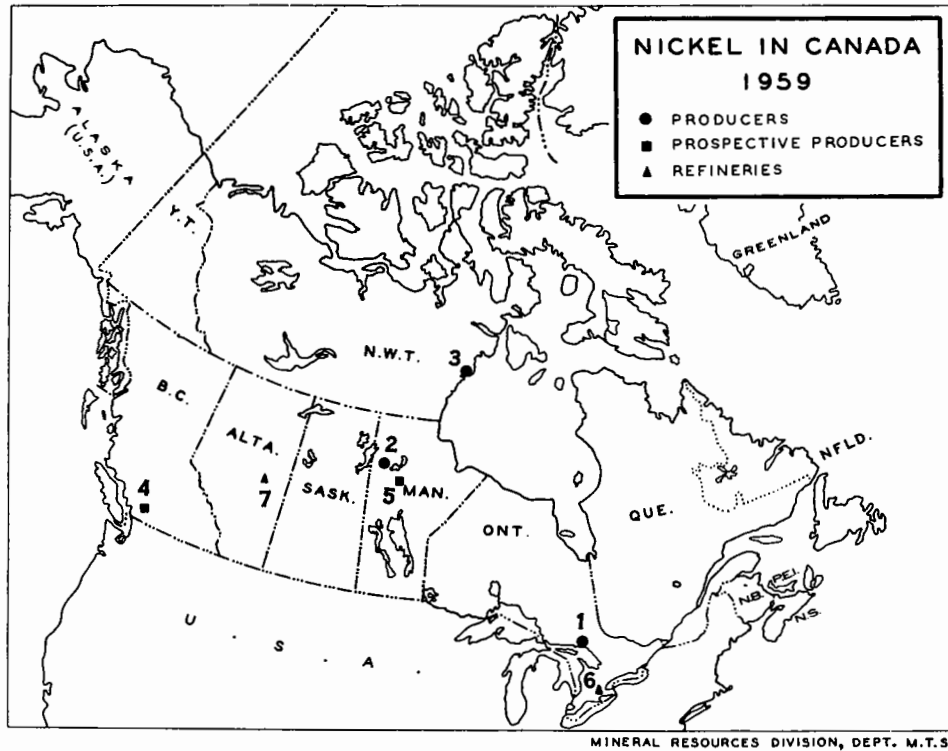 NICKEL IN CANADA
1959
PRODUCERS
PROSPECTIVE PRODUCERS
REFINERIES
ALASKA
(U.S.A.)
Y.T.
GREENLAND
N.W.T.
3
B.C.
ALTA.
7
SASK.
2
5
MAN.
4
ONT.
QUE.
NFLD.
P.E.I.
N.B.
N.S.
1
6
U.S.A.
MINERAL RESOURCES DIVISION, DEPT. M.T.S